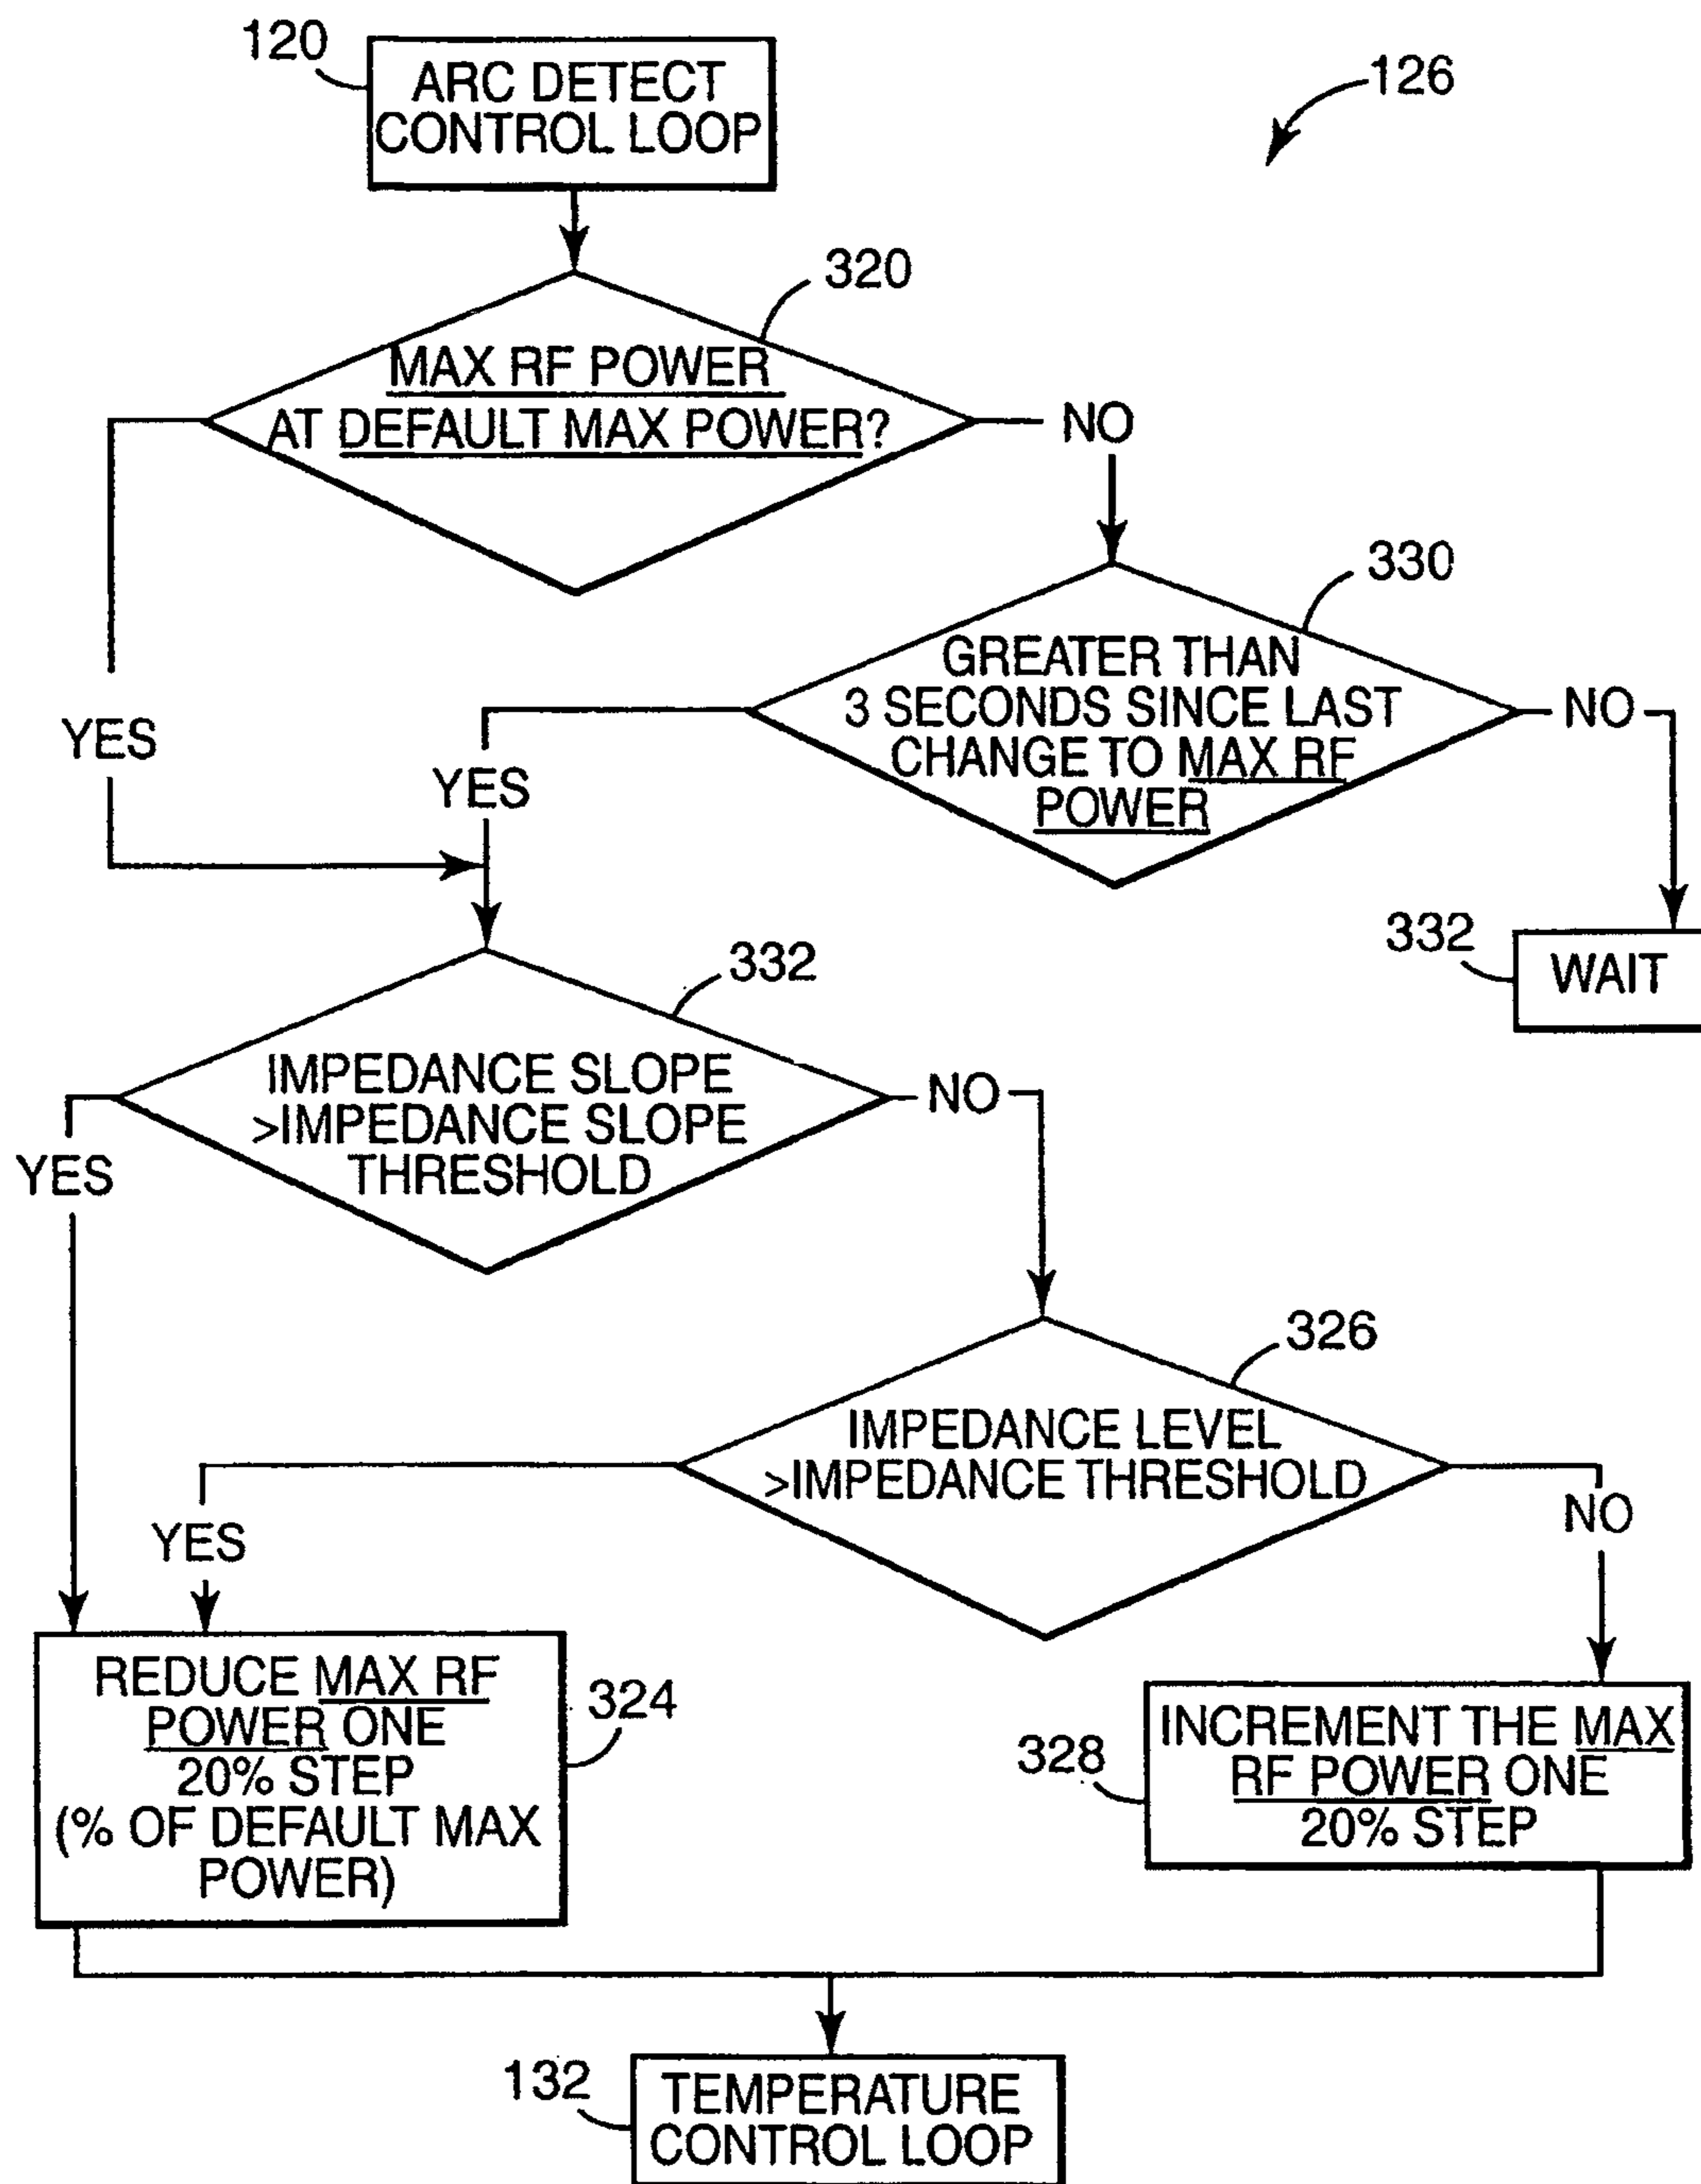 120
ARC DETECT
CONTROL LOOP
126
320
MAX RF POWER
AT DEFAULT MAX POWER?
NO
330
GREATER THAN
3 SECONDS SINCE LAST
CHANGE TO MAX RF
POWER
NO
YES
YES
332
WAIT
332
IMPEDANCE SLOPE
>IMPEDANCE SLOPE
THRESHOLD
NO
YES
326
IMPEDANCE LEVEL
>IMPEDANCE THRESHOLD
NO
YES
REDUCE MAX RF
POWER ONE
20% STEP
(% OF DEFAULT MAX
POWER)
324
328
INCREMENT THE MAX
RF POWER ONE
20% STEP
132
TEMPERATURE
CONTROL LOOP